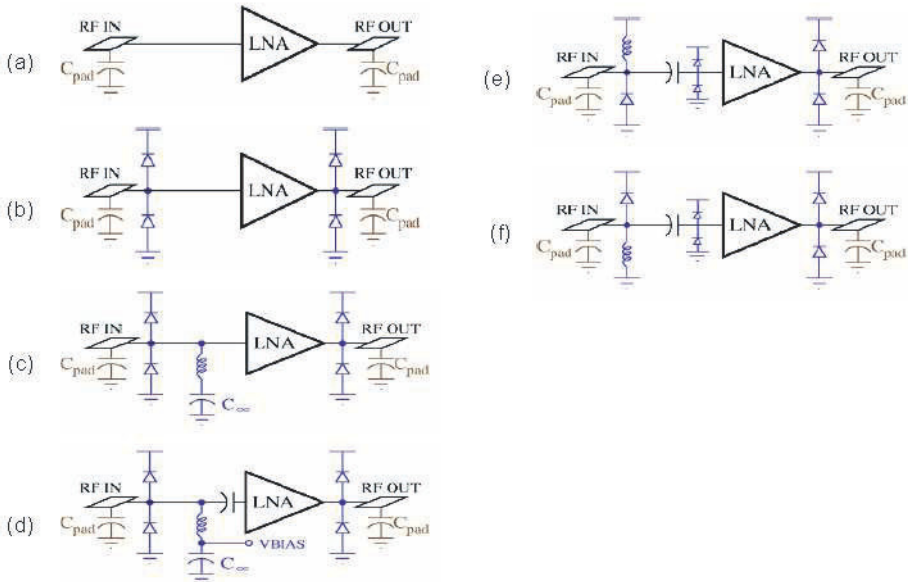 (a)
RF IN
LNA
RF OUT
Cpad
Cpad
(b)
RF IN
LNA
RF OUT
Cpad
Cpad
(c)
RF IN
LNA
RF OUT
Cpad
C∞
Cpad
(d)
RF IN
LNA
RF OUT
Cpad
VBIAS
C∞
Cpad
(e)
RF IN
LNA
RF OUT
Cpad
Cpad
(f)
RF IN
LNA
RF OUT
Cpad
Cpad